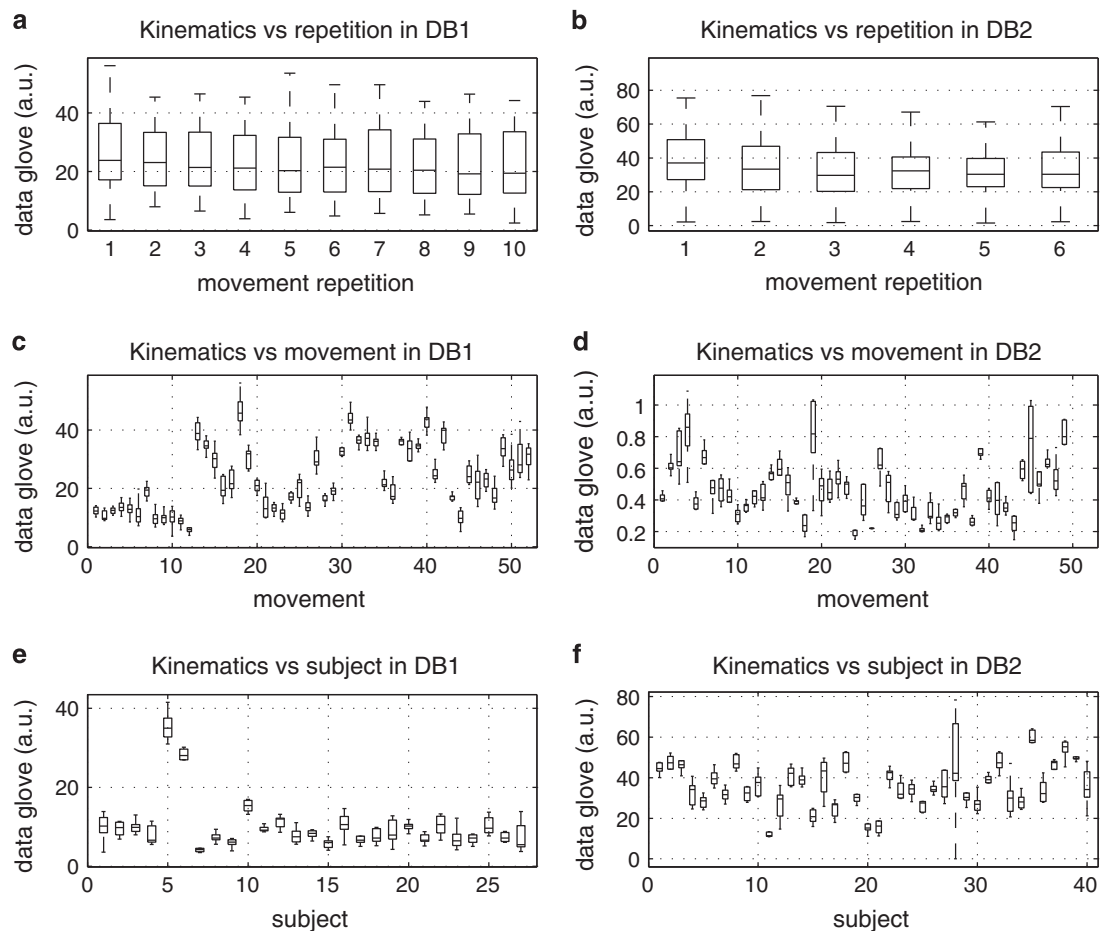 a
Kinematics vs repetition in DB1
data glove (a.u.)
40
20
0
1 2 3 4 5 6 7 8 9 10
movement repetition
b
Kinematics vs repetition in DB2
data glove (a.u.)
80
60
40
20
0
1 2 3 4 5 6
movement repetition
c
Kinematics vs movement in DB1
data glove (a.u.)
40
20
0
0 10 20 30 40 50
movement
d
Kinematics vs movement in DB2
data glove (a.u.)
1
0.8
0.6
0.4
0.2
0 10 20 30 40 50
movement
e
Kinematics vs subject in DB1
data glove (a.u.)
40
20
0
0 5 10 15 20 25
subject
f
Kinematics vs subject in DB2
data glove (a.u.)
80
60
40
20
0
0 10 20 30 40
subject